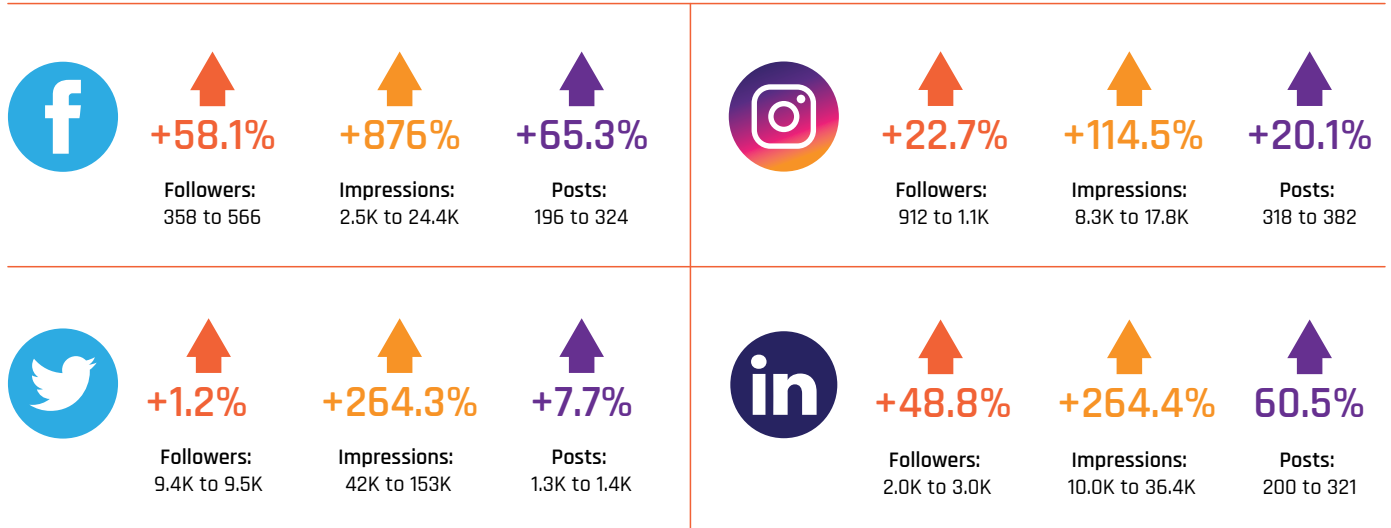 f
+58.1% +876% +65.3%
Followers: Impressions: Posts:
358 to 566 2.5K to 24.4K 196 to 324
+22.7% +114.5% +20.1%
Followers: Impressions: Posts:
912 to 1.1K 8.3K to 17.8K 318 to 382
+1.2% +264.3% +7.7%
Followers: Impressions: Posts:
9.4K to 9.5K 42K to 153K 1.3K to 1.4K
in
+48.8% +264.4% 60.5%
Followers: Impressions: Posts:
2.0K to 3.0K 10.0K to 36.4K 200 to 321